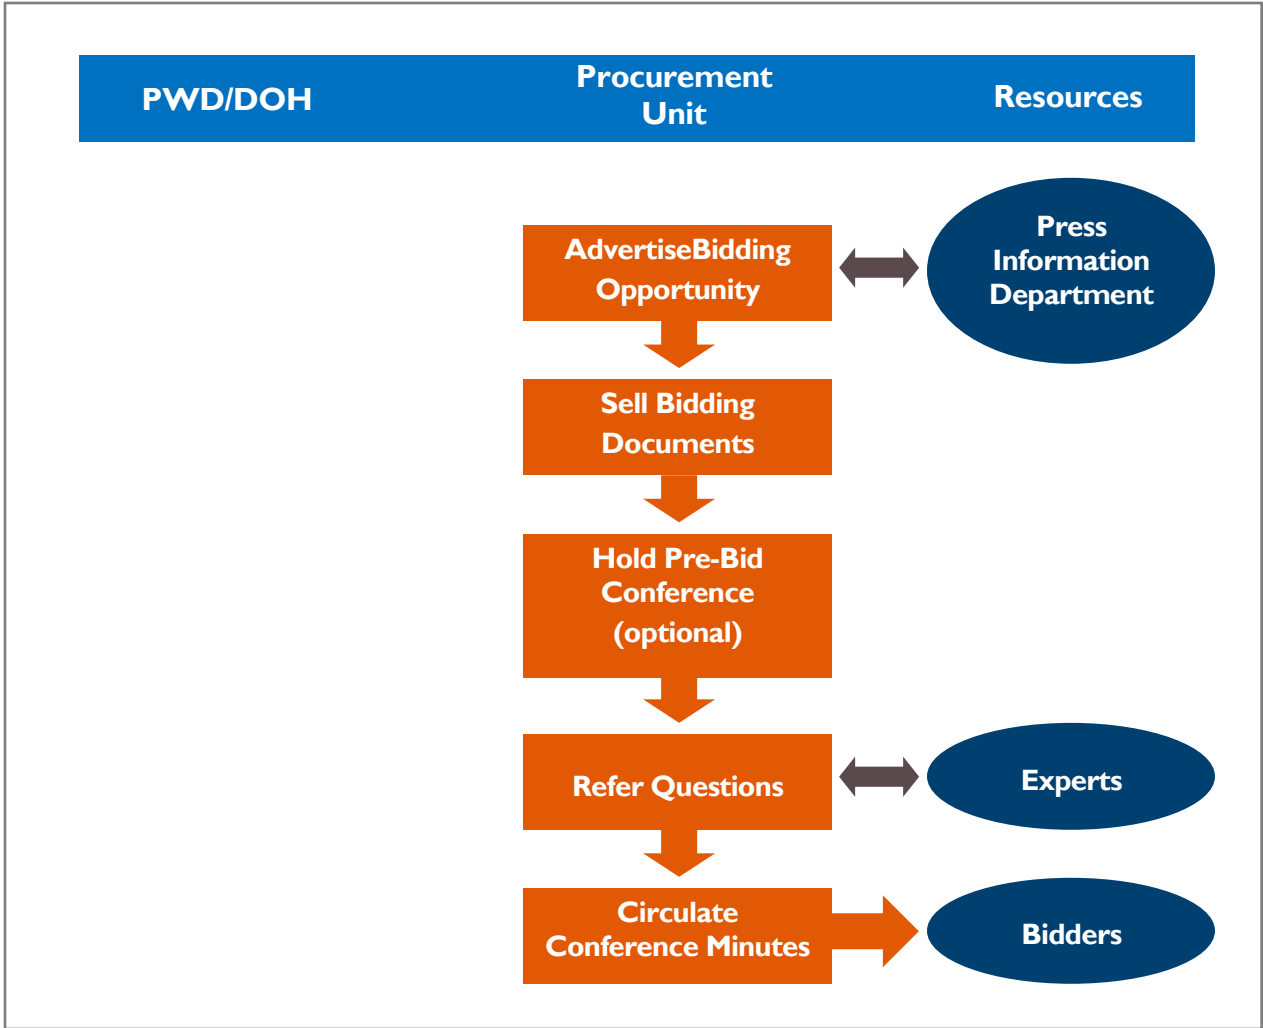 PWD/DOH
Procurement
Unit
Resources
AdvertiseBidding
Opportunity
Press
Information
Department
Sell Bidding
Documents
Hold Pre-Bid
Conference
(optional)
Refer Questions
Experts
Circulate
Conference Minutes
Bidders